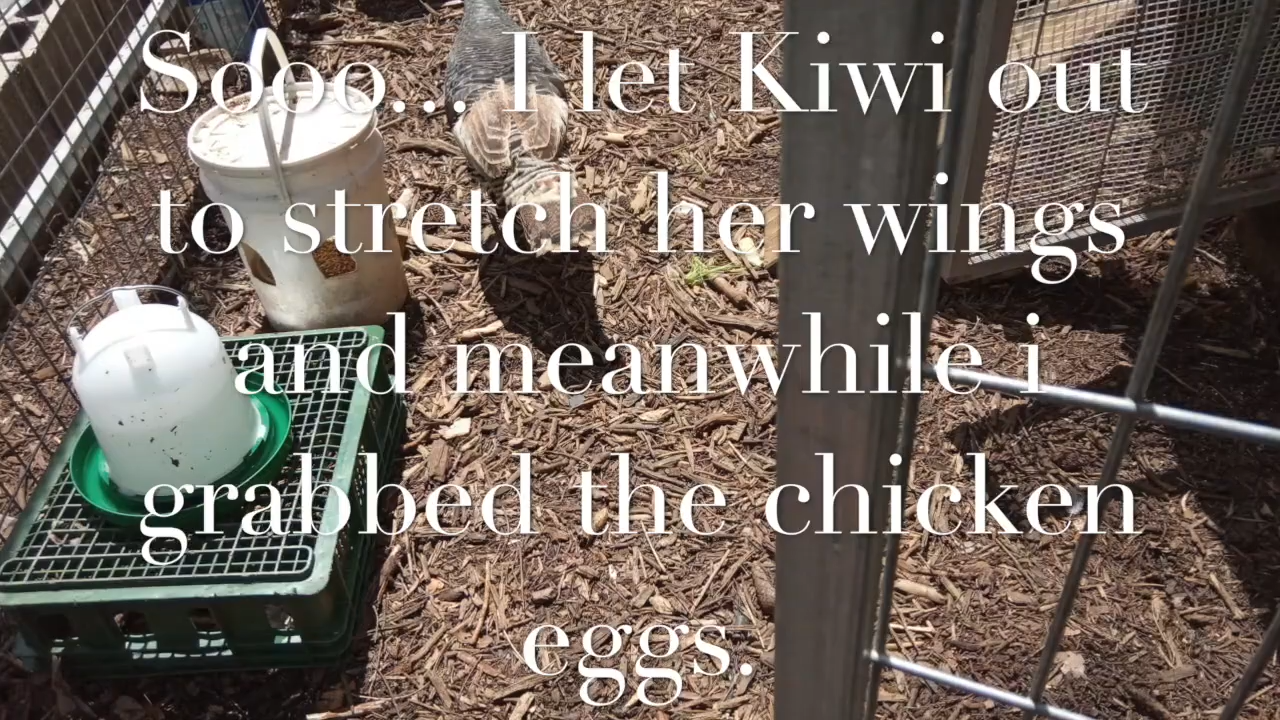 Sooo... I let Kiwi out
to stretch her wings
and meanwhile i
grabbed the chicken
eggs.